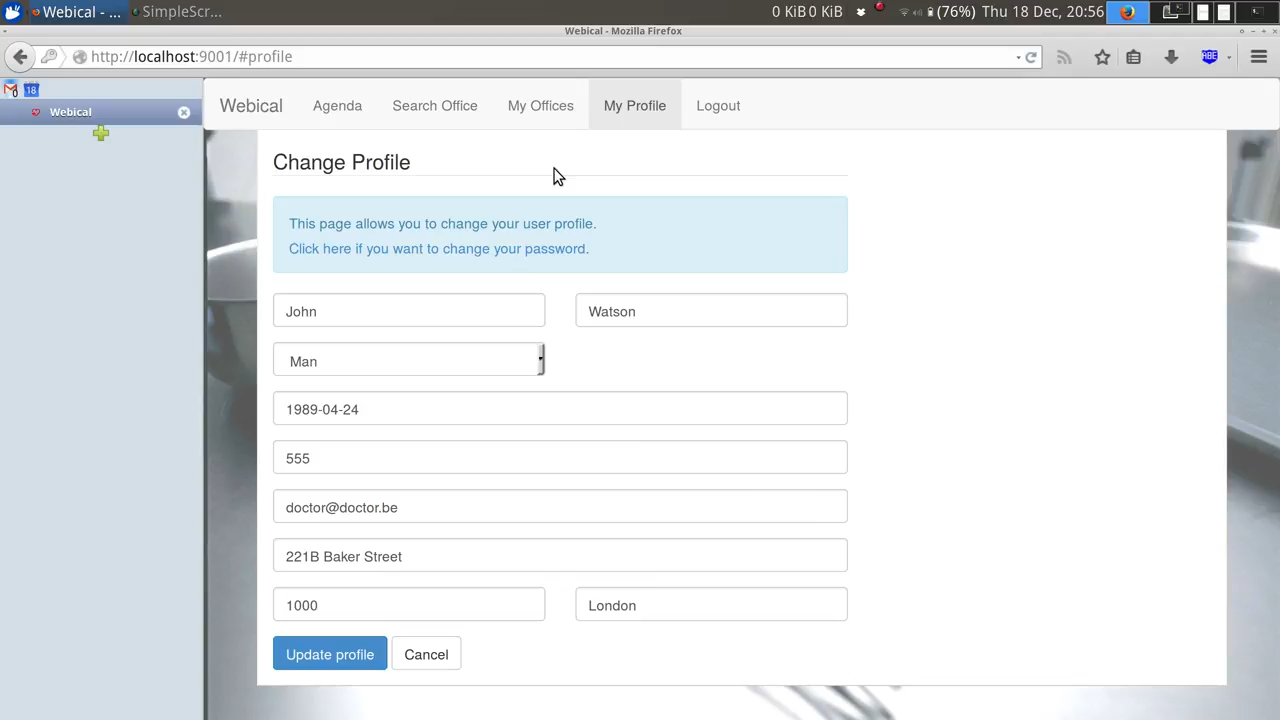 Webical - ...
SimpleScr...
0 KiB 0 KiB
(76%) Thu 18 Dec, 20:56
Webical - Mozilla Firefox
http://localhost:9001/#profile
ABE
18
Webical
Webical Agenda Search Office My Offices My Profile Logout
Change Profile
This page allows you to change your user profile.
Click here if you want to change your password.
John Watson
Man
1989-04-24
555
doctor@doctor.be
221B Baker Street
1000 London
Update profile Cancel